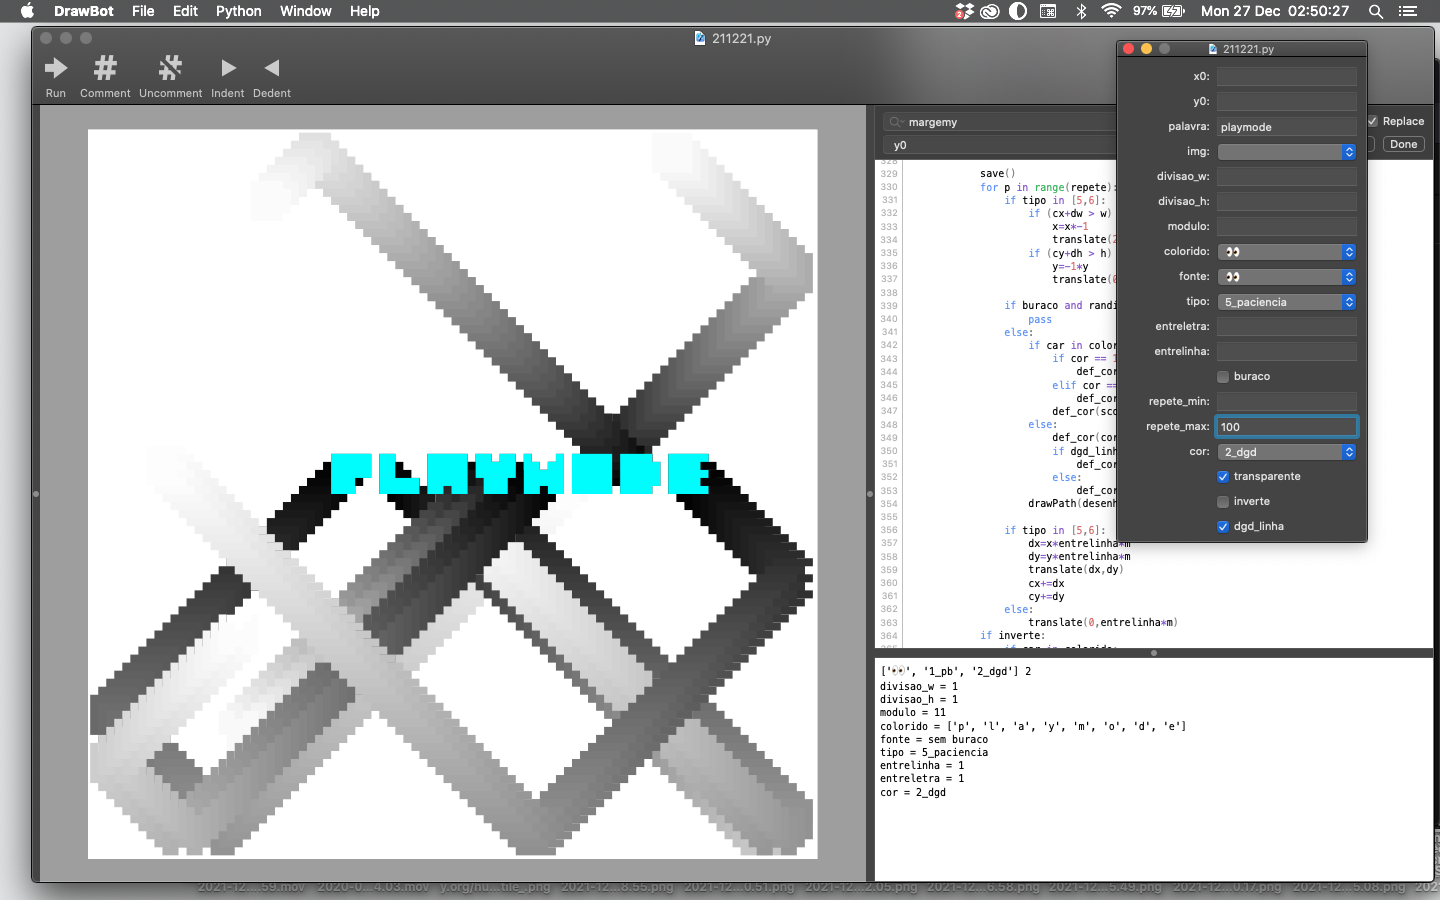 DrawBot File Edit Python Window Help
97% Mon 27 Dec 02:50:27
211221.py
Run Comment Uncomment Indent Dedent
PLAYMODE
margemy
Replace
y0
Done
328
329 save()
330 for p in range(repete):
331 if tipo in [5,6]:
332 if (cx+dw > w)
333 x=x*-1
334 translate(2
335 if (cy+dh > h)
336 y=-1*y
337 translate(0
338
339 if buraco and randi
340 pass
341 else:
342 if car in color
343 if cor == 1
344 def_cor
345 elif cor ==
346 def_cor
347 def_cor(sco
348 else:
349 def_cor(cor
350 if dgd_linh
351 def_cor
352 else:
353 def_cor
354 drawPath(desenh
355
356 if tipo in [5,6]:
357 dx=x*entrelinha*m
358 dy=y*entrelinha*m
359 translate(dx,dy)
360 cx+=dx
361 cy+=dy
362 else:
363 translate(0,entrelinha*m)
364 if inverte:
['👀', '1_pb', '2_dgd'] 2
divisao_w = 1
divisao_h = 1
modulo = 11
colorido = ['p', 'l', 'a', 'y', 'm', 'o', 'd', 'e']
fonte = sem buraco
tipo = 5_paciencia
entrelinha = 1
entreletra = 1
cor = 2_dgd
211221.py
x0:
y0:
palavra: playmode
img:
divisao_w:
divisao_h:
modulo:
colorido: 👀
fonte: 👀
tipo: 5_paciencia
entreletra:
entrelinha:
buraco
repete_min:
repete_max: 100
cor: 2_dgd
transparente
inverte
dgd_linha
2021-12....59.mov 2020-0...4.03.mov y.org/nu....tile_.png 2021-12....8.55.png 2021-12...0.51.png 2021-12...2.05.png 2021-12...6.58.png 2021-12...5.49.png 2021-12...0.17.png 2021-12...5.08.png